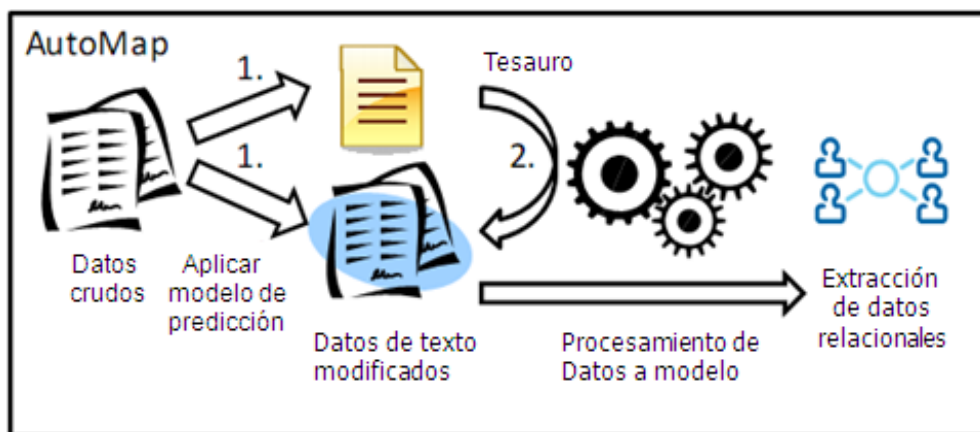 AutoMap
1.
Tesauro
1.
2.
Datos
crudos
Aplicar
modelo de
predicción
Datos de texto
modificados
Procesamiento de
Datos a modelo
Extracción
de datos
relacionales